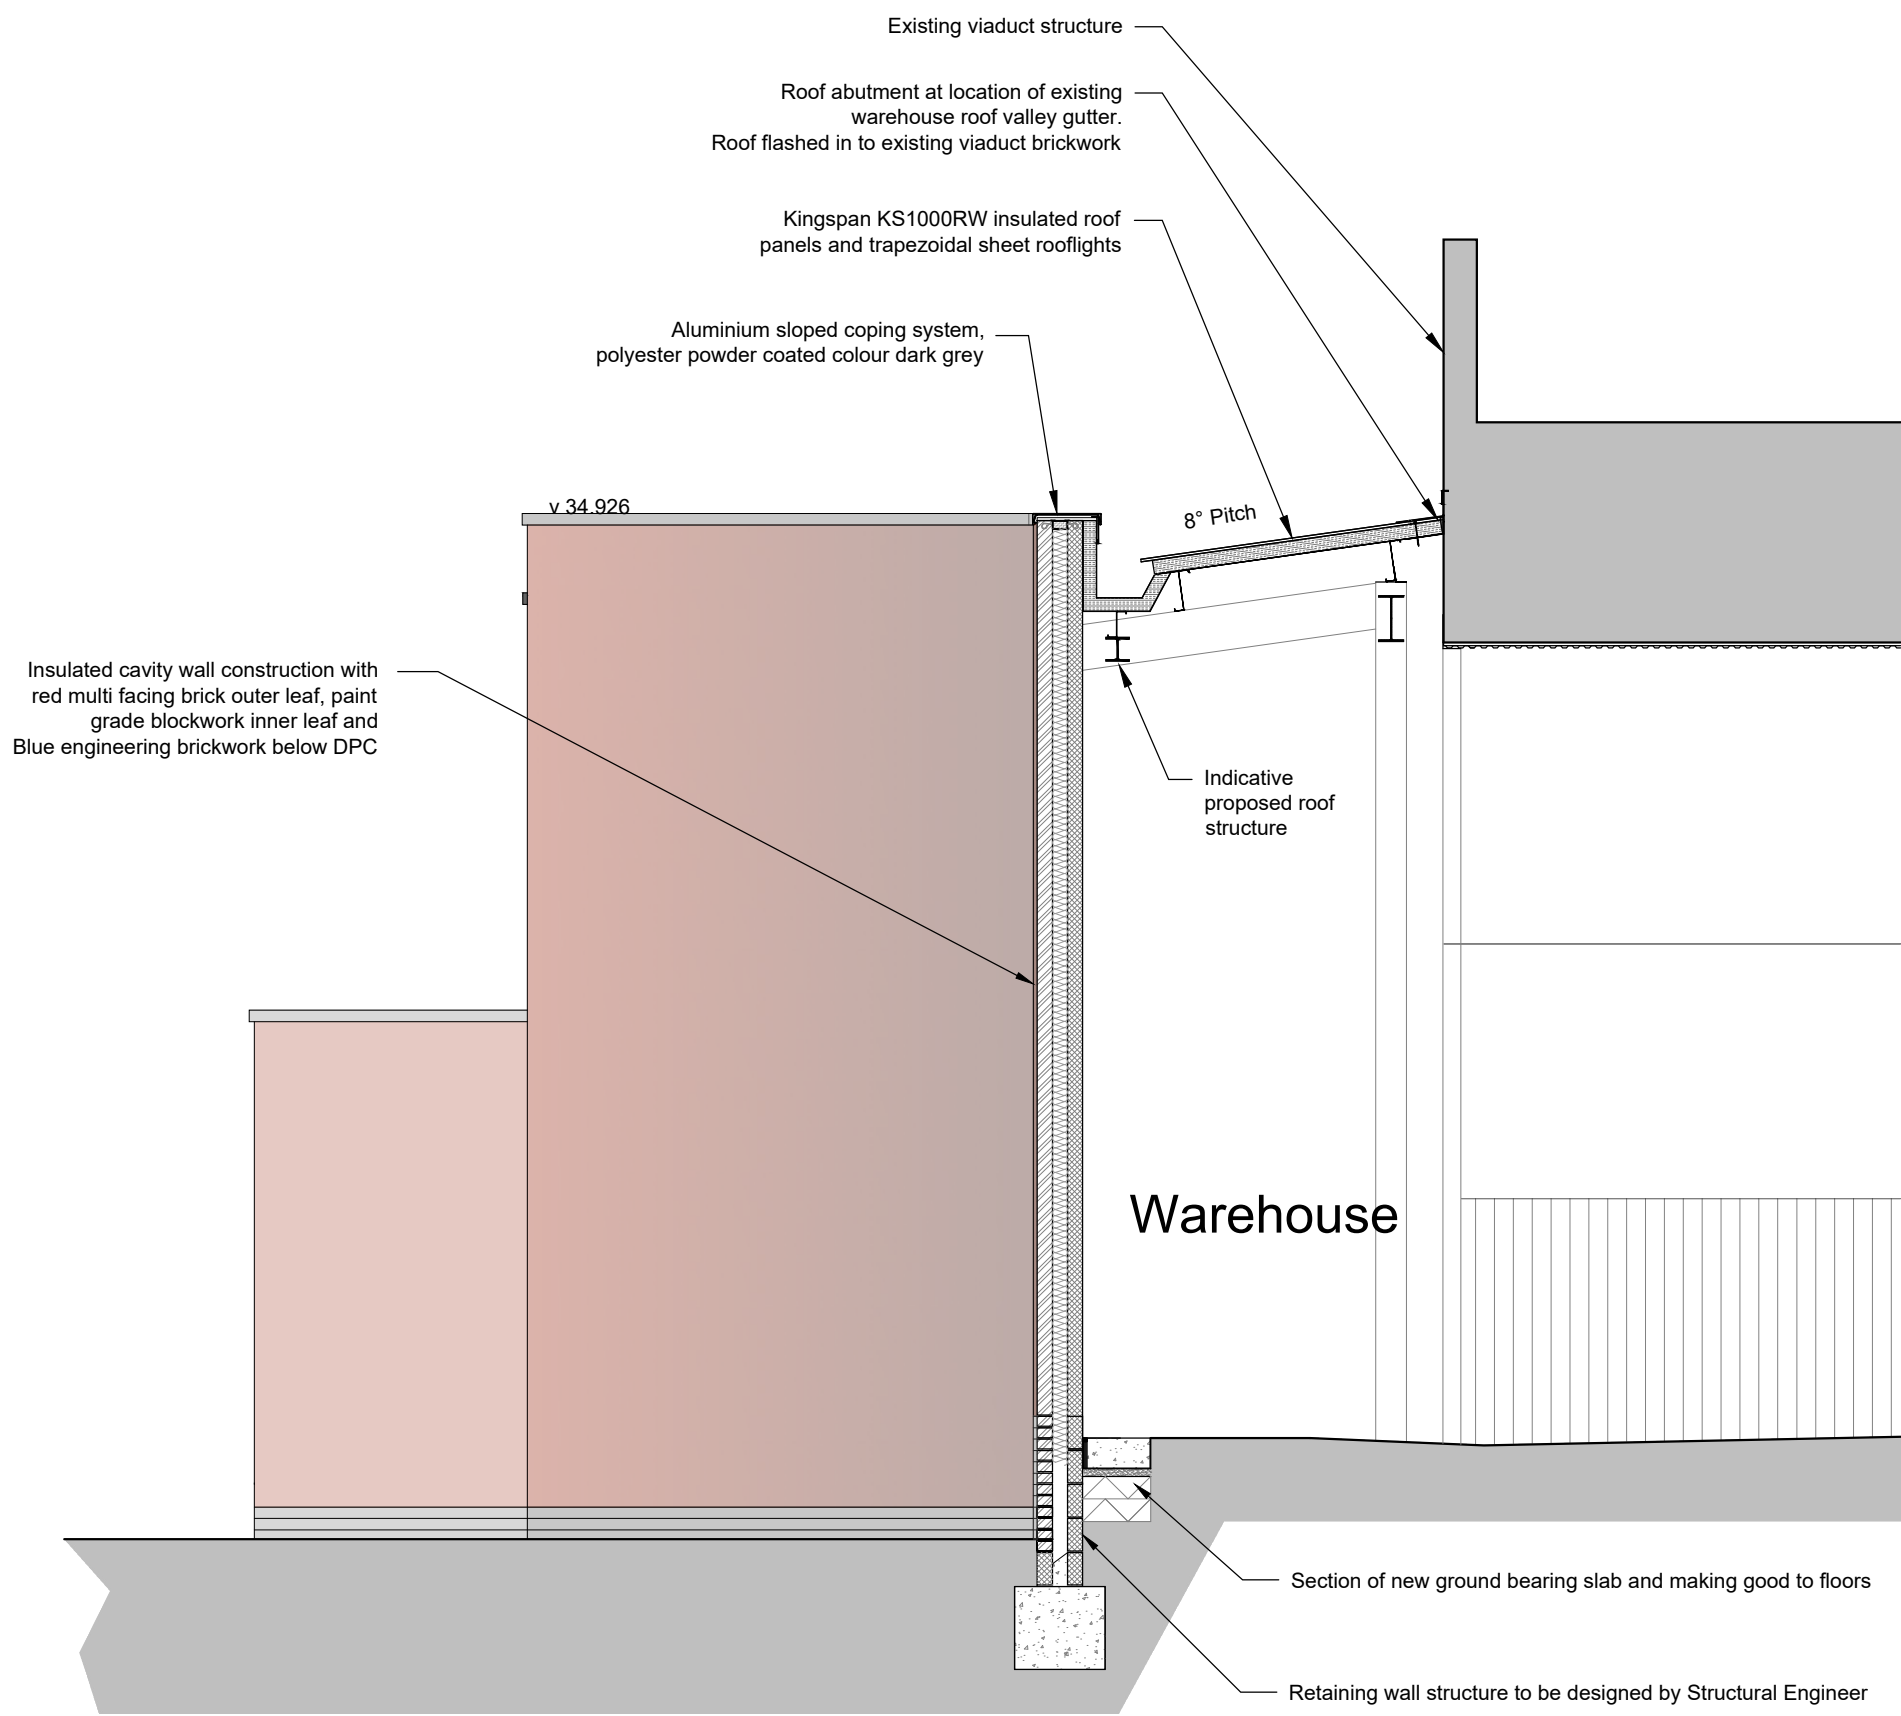 Existing viaduct structure
Roof abutment at location of existing
warehouse roof valley gutter.
Roof flashed in to existing viaduct brickwork
Kingspan KS1000RW insulated roof
panels and trapezoidal sheet rooflights
Aluminium sloped coping system,
polyester powder coated colour dark grey
v 34.926
8° Pitch
Insulated cavity wall construction with
red multi facing brick outer leaf, paint
grade blockwork inner leaf and
Blue engineering brickwork below DPC
Indicative
proposed roof
structure
Warehouse
Section of new ground bearing slab and making good to floors
Retaining wall structure to be designed by Structural Engineer